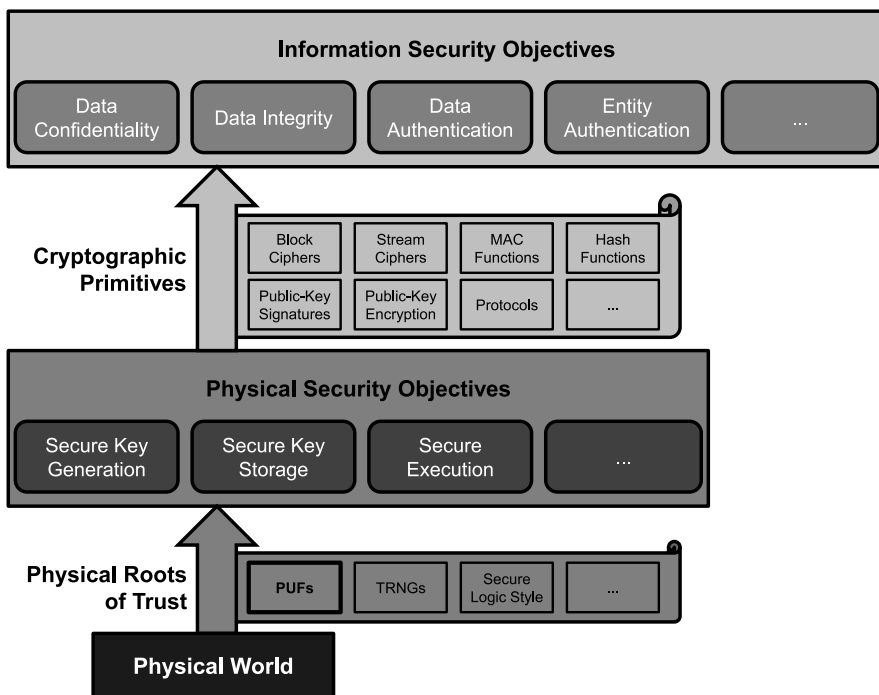 Information Security Objectives
Data
Confidentiality
Data Integrity
Data
Authentication
Entity
Authentication
...
Cryptographic
Primitives
Block
Ciphers
Stream
Ciphers
MAC
Functions
Hash
Functions
Public-Key
Signatures
Public-Key
Encryption
Protocols
...
Physical Security Objectives
Secure Key
Generation
Secure Key
Storage
Secure
Execution
...
Physical Roots
of Trust
PUFs
TRNGs
Secure
Logic Style
...
Physical World